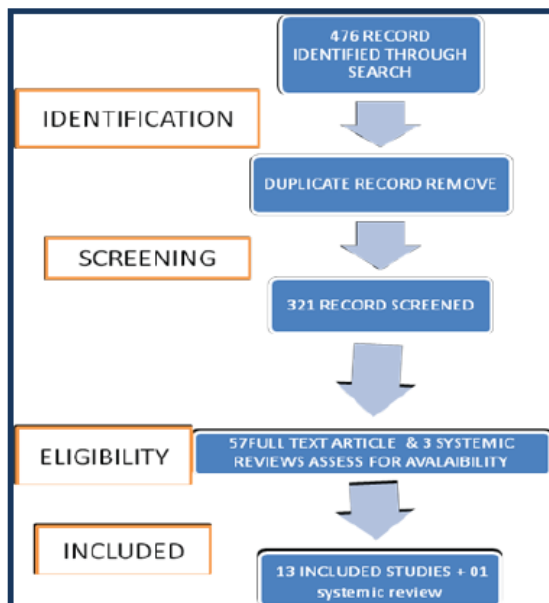 476 RECORD
IDENTIFIED THROUGH
SEARCH
IDENTIFICATION
DUPLICATE RECORD REMOVE
SCREENING
321 RECORD SCREENED
57FULL TEXT ARTICLE & 3 SYSTEMIC
REVIEWS ASSESS FOR AVALAIBILITY
ELIGIBILITY
INCLUDED
13 INCLUDED STUDIES + 01
systemic review